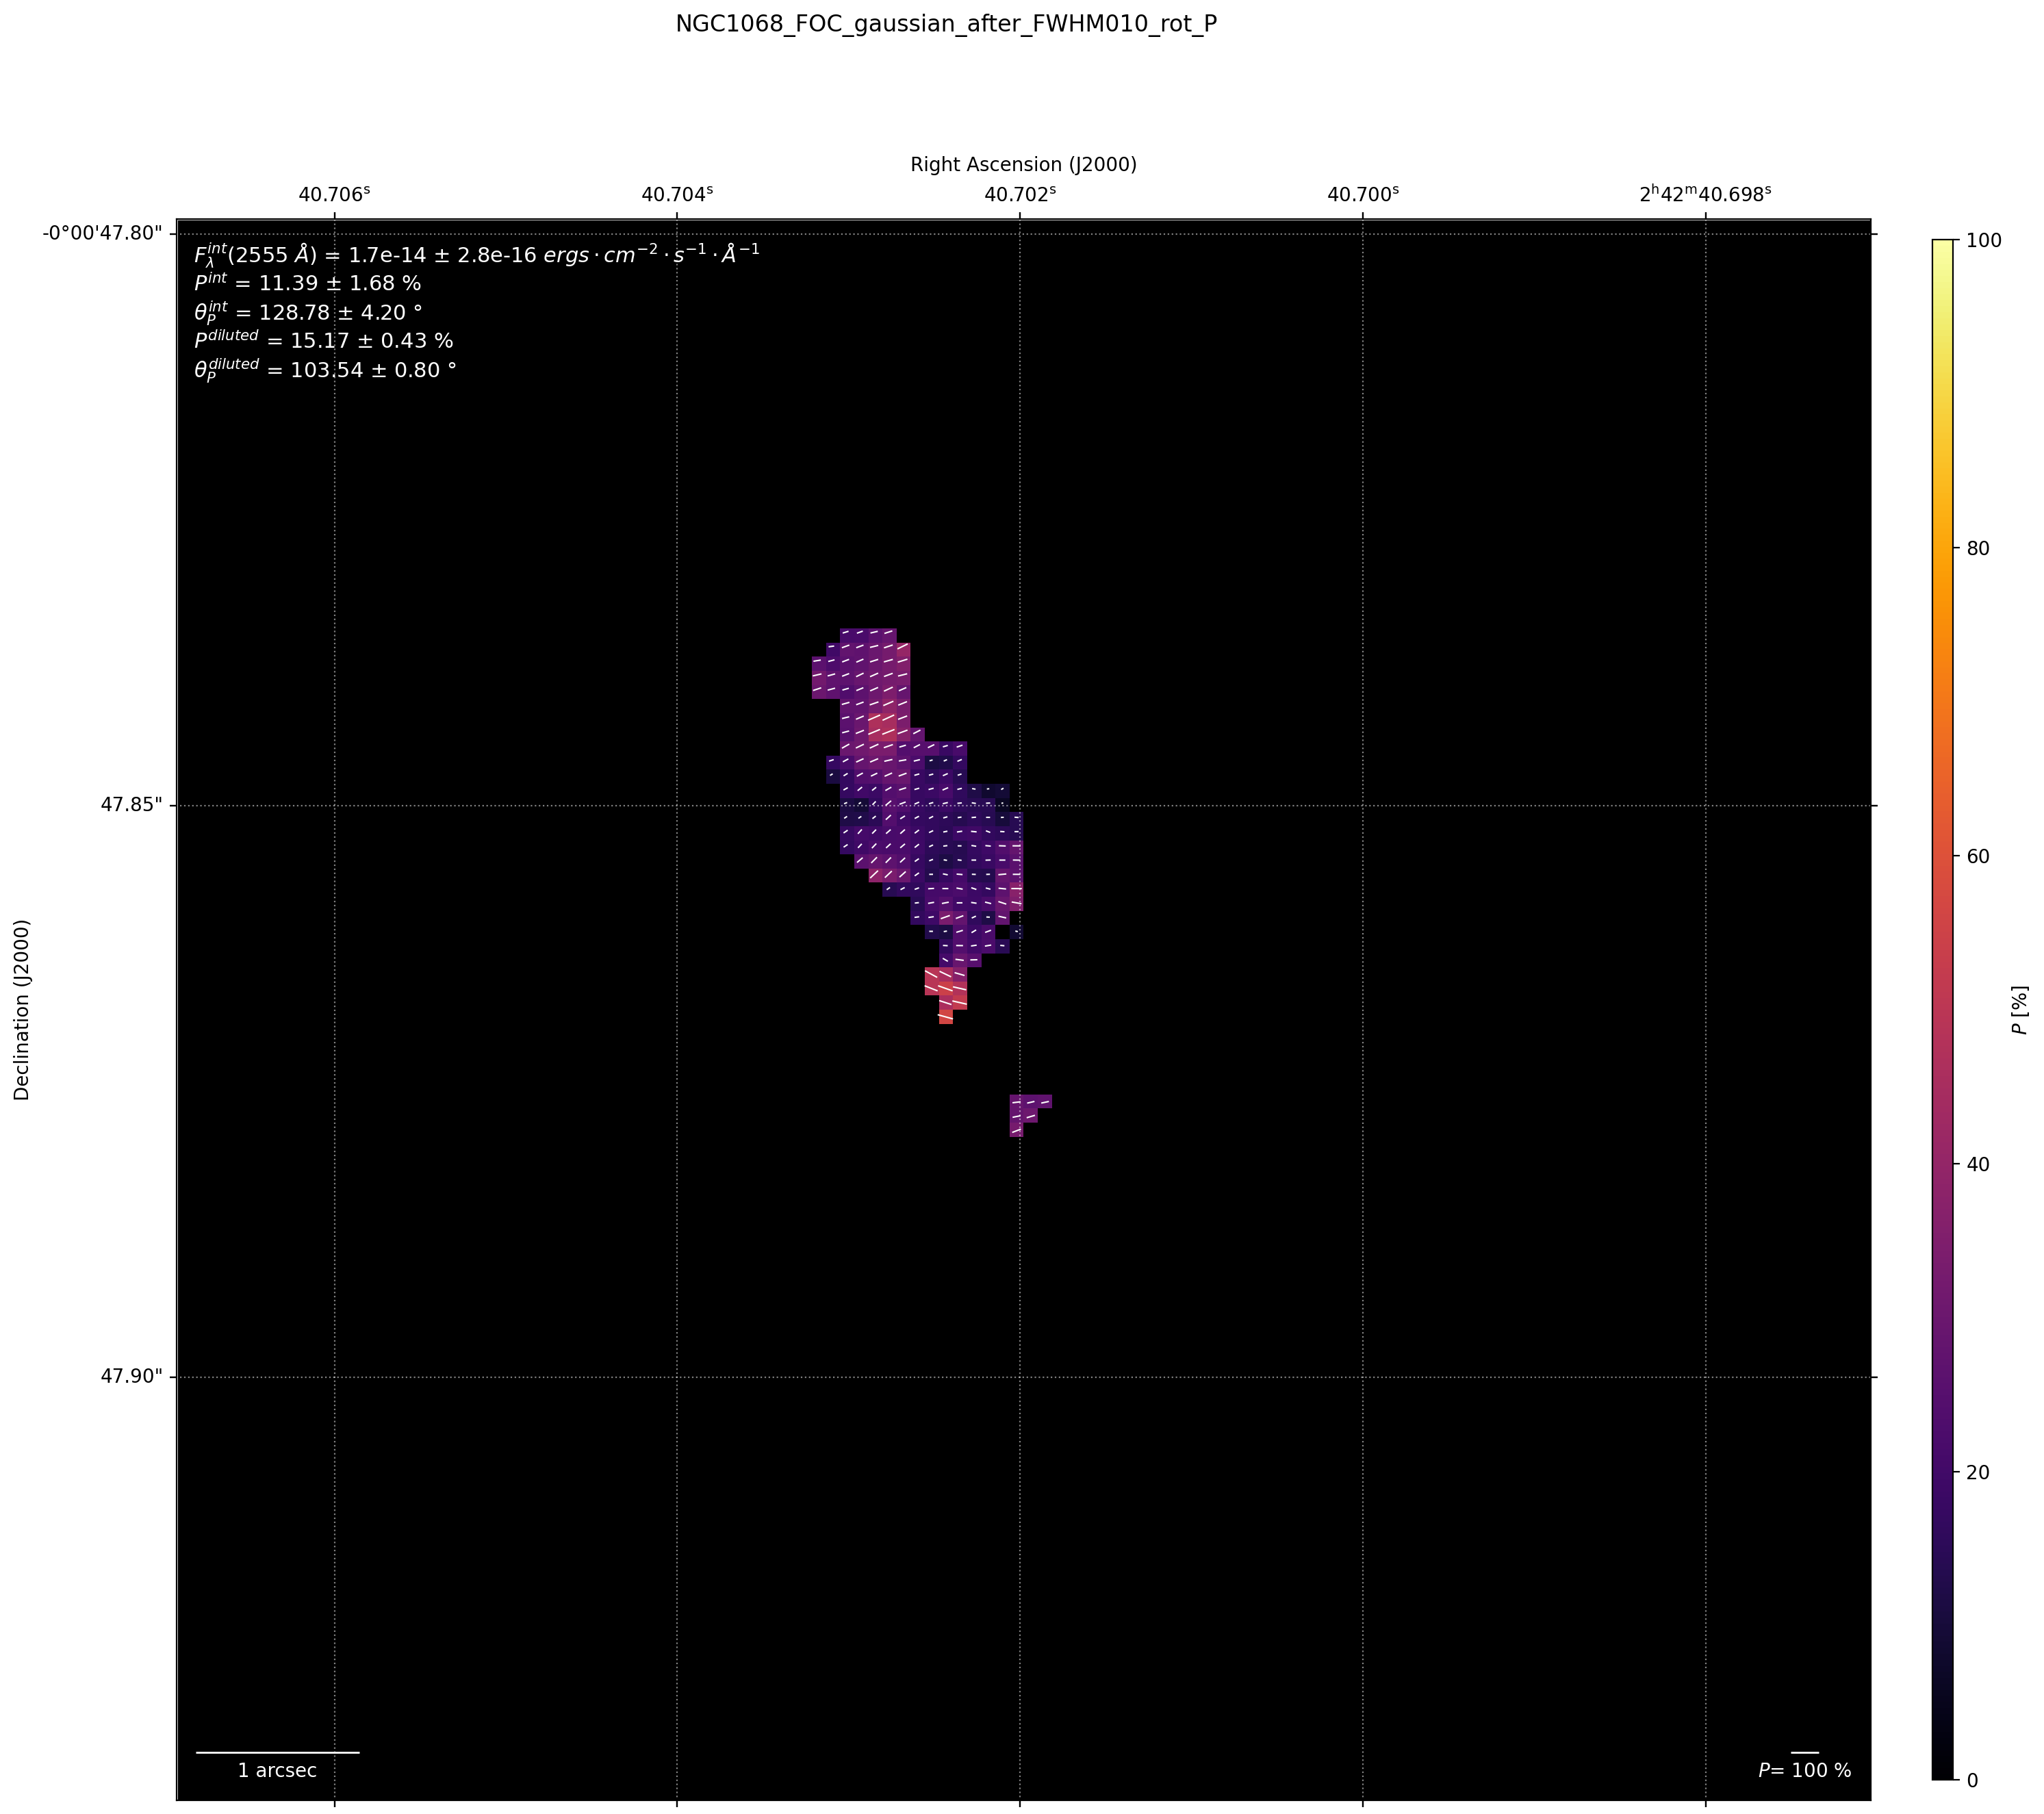 NGC1068_FOC_gaussian_after_FWHM010_rot_P
Right Ascension (J2000)
40.706ˢ 40.704ˢ 40.702ˢ 40.700ˢ 2ʰ42ᵐ40.698ˢ
-0°00'47.80"
47.85"
47.90"
Declination (J2000)
F_λ^int(2555 Å) = 1.7e-14 ± 2.8e-16 ergs · cm⁻² · s⁻¹ · Å⁻¹
P^int = 11.39 ± 1.68 %
θ_P^int = 128.78 ± 4.20 °
P^diluted = 15.17 ± 0.43 %
θ_P^diluted = 103.54 ± 0.80 °
1 arcsec
P= 100 %
100
80
60
40
20
0
P [%]